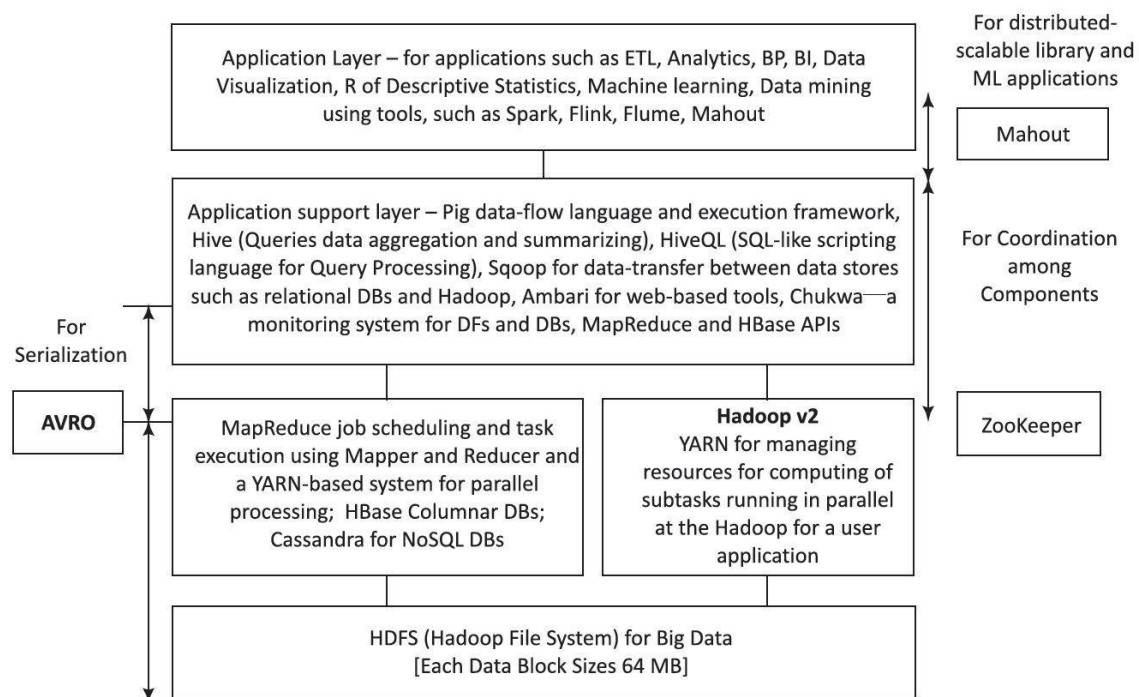 Application Layer – for applications such as ETL, Analytics, BP, BI, Data
Visualization, R of Descriptive Statistics, Machine learning, Data mining
using tools, such as Spark, Flink, Flume, Mahout
For distributed-
scalable library and
ML applications
Mahout
Application support layer – Pig data-flow language and execution framework,
Hive (Queries data aggregation and summarizing), HiveQL (SQL-like scripting
language for Query Processing), Sqoop for data-transfer between data stores
such as relational DBs and Hadoop, Ambari for web-based tools, Chukwa—a
monitoring system for DFs and DBs, MapReduce and HBase APIs
For Coordination
among
Components
For
Serialization
AVRO
MapReduce job scheduling and task
execution using Mapper and Reducer and
a YARN-based system for parallel
processing; HBase Columnar DBs;
Cassandra for NoSQL DBs
Hadoop v2
YARN for managing
resources for computing of
subtasks running in parallel
at the Hadoop for a user
application
ZooKeeper
HDFS (Hadoop File System) for Big Data
[Each Data Block Sizes 64 MB]